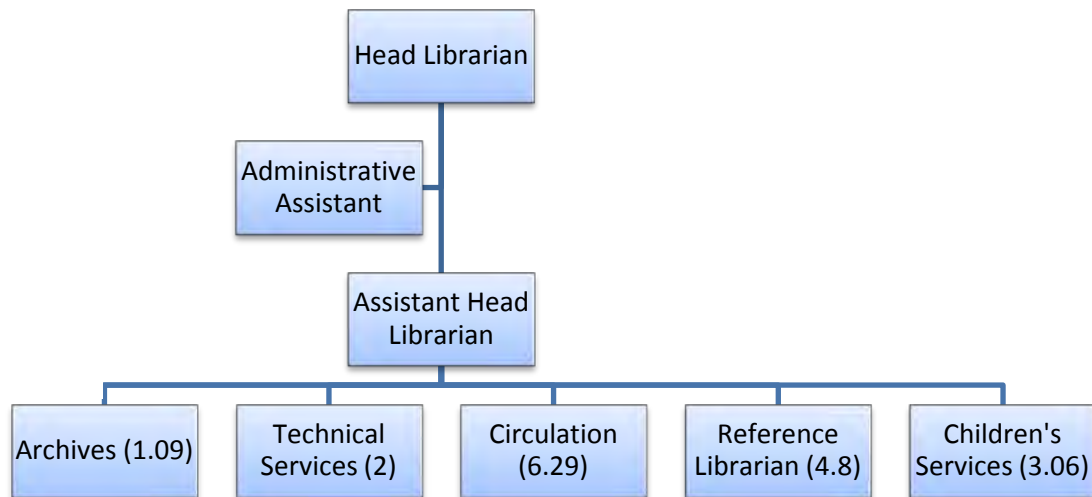 Head Librarian
Administrative
Assistant
Assistant Head
Librarian
Archives (1.09)
Technical
Services (2)
Circulation
(6.29)
Reference
Librarian (4.8)
Children's
Services (3.06)